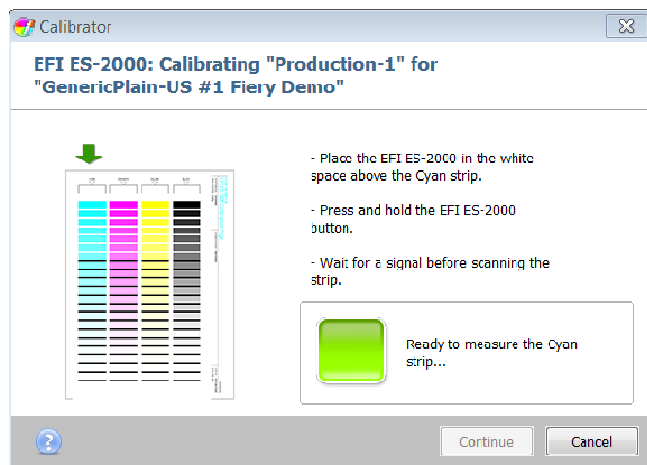 Calibrator
EFI ES-2000: Calibrating "Production-1" for
"GenericPlain-US #1 Fiery Demo"
- Place the EFI ES-2000 in the white
space above the Cyan strip.
- Press and hold the EFI ES-2000
button.
- Wait for a signal before scanning the
strip.
Ready to measure the Cyan
strip...
?
Continue
Cancel